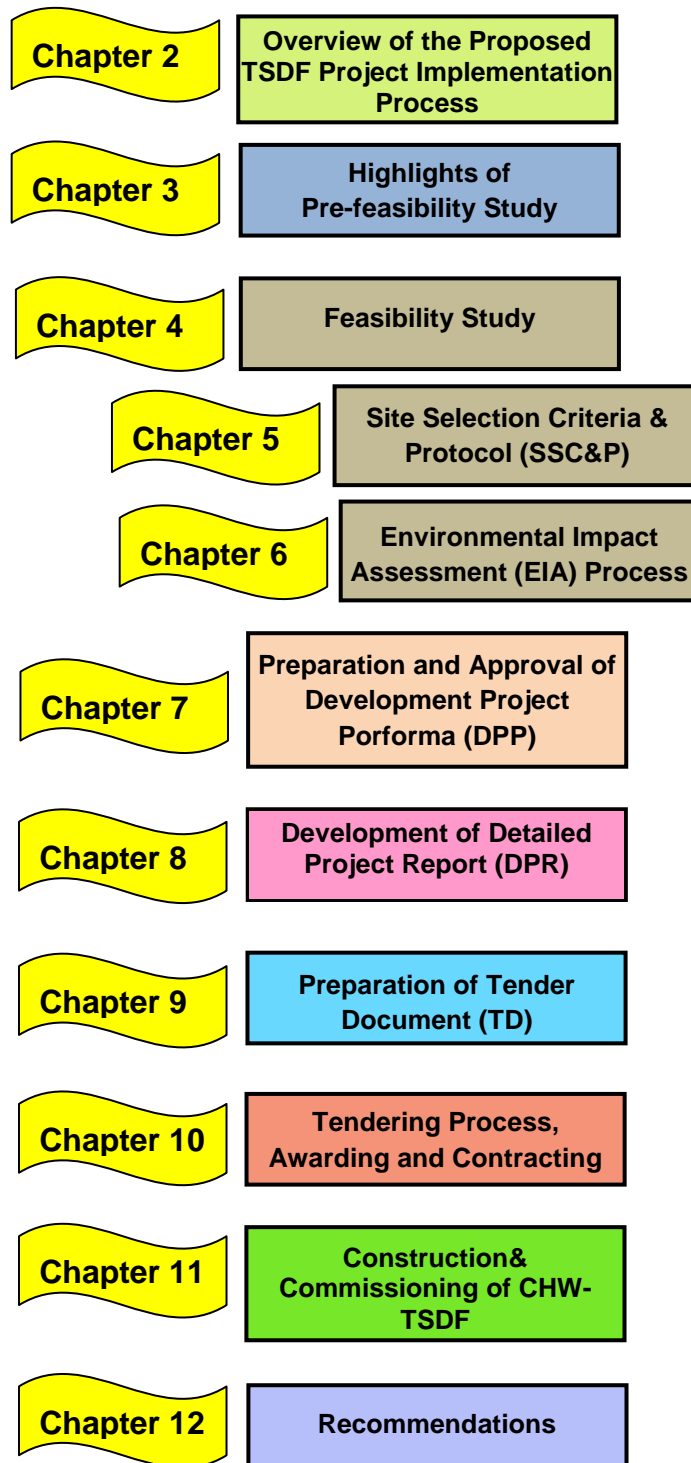 Chapter 2
Overview of the Proposed
TSDF Project Implementation
Process
Chapter 3
Highlights of
Pre-feasibility Study
Chapter 4
Feasibility Study
Chapter 5
Site Selection Criteria &
Protocol (SSC&P)
Chapter 6
Environmental Impact
Assessment (EIA) Process
Chapter 7
Preparation and Approval of
Development Project
Porforma (DPP)
Chapter 8
Development of Detailed
Project Report (DPR)
Chapter 9
Preparation of Tender
Document (TD)
Chapter 10
Tendering Process,
Awarding and Contracting
Chapter 11
Construction&
Commissioning of CHW-
TSDF
Chapter 12
Recommendations